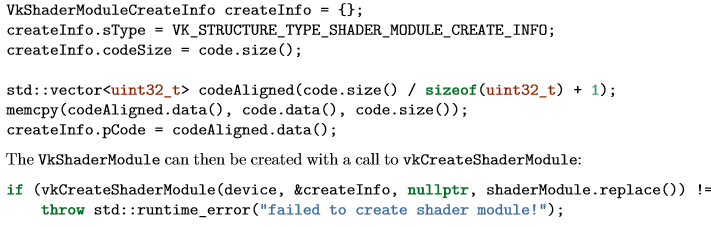 VkShaderModuleCreateInfo createInfo = {};
createInfo.sType = VK_STRUCTURE_TYPE_SHADER_MODULE_CREATE_INFO;
createInfo.codeSize = code.size();

std::vector<uint32_t> codeAligned(code.size() / sizeof(uint32_t) + 1);
memcpy(codeAligned.data(), code.data(), code.size());
createInfo.pCode = codeAligned.data();
The VkShaderModule can then be created with a call to vkCreateShaderModule:
if (vkCreateShaderModule(device, &createInfo, nullptr, shaderModule.replace()) !=
    throw std::runtime_error("failed to create shader module!");